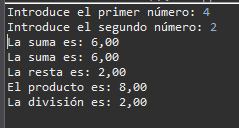 Introduce el primer número: 4
Introduce el segundo número: 2
La suma es: 6,00
La suma es: 6,00
La resta es: 2,00
El producto es: 8,00
La división es: 2,00